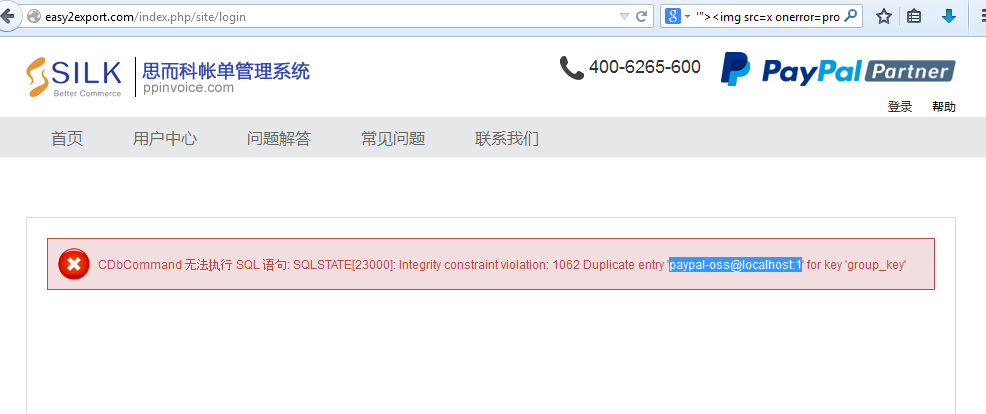 easy2export.com/index.php/site/login
'"><img src=x onerror=pro
SILK
Better Commerce
思而科帐单管理系统
ppinvoice.com
400-6265-600
PayPal Partner
登录 帮助
首页 用户中心 问题解答 常见问题 联系我们
CDbCommand 无法执行 SQL 语句: SQLSTATE[23000]: Integrity constraint violation: 1062 Duplicate entry 'paypal-oss@localhost:1' for key 'group_key'